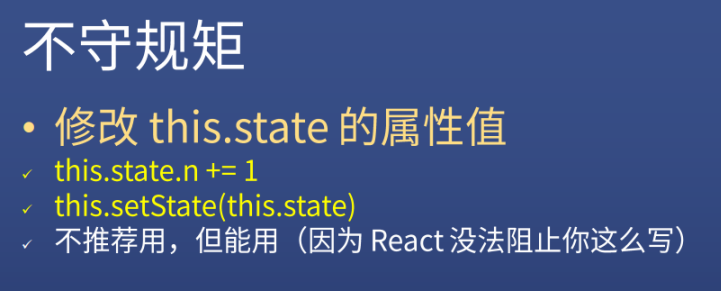 不守规矩
• 修改 this.state 的属性值
✓ this.state.n += 1
✓ this.setState(this.state)
✓ 不推荐用，但能用（因为 React 没法阻止你这么写）